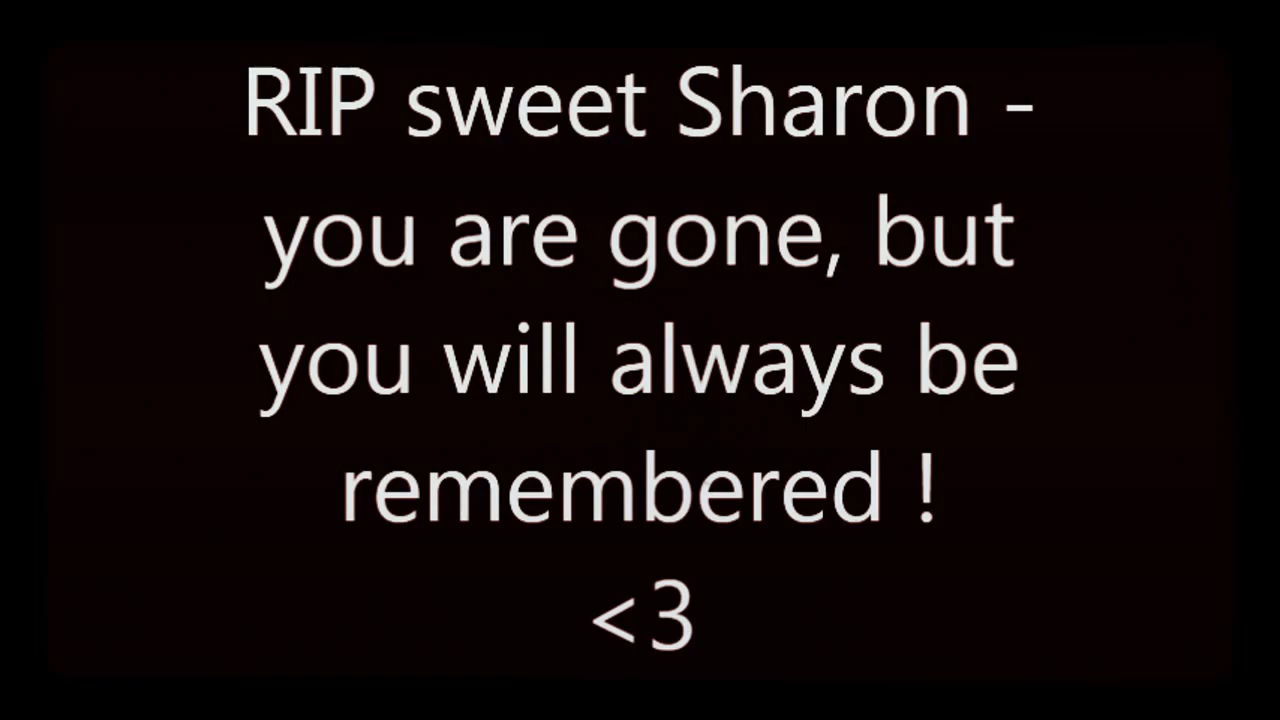 RIP sweet Sharon -
you are gone, but
you will always be
remembered !
<3